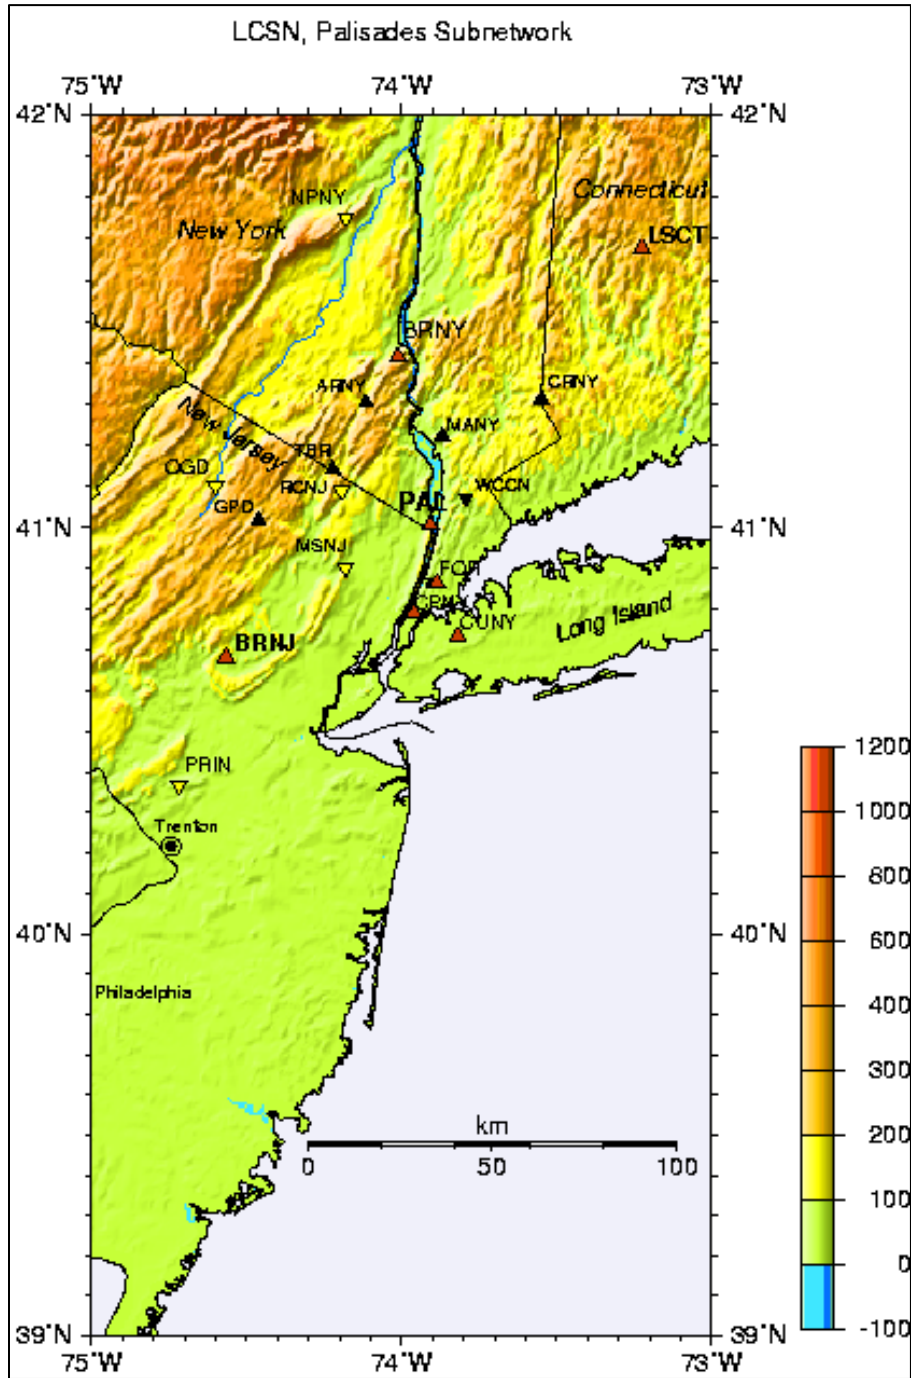 LCSN, Palisades Subnetwork
75°W 74°W 73°W
42°N 42°N
NPNY
Connecticut
New York
LSCT
BRNY
ARNY
CRNY
New Jersey
MANY
TBR
OGD
RCNJ
WCCN
GPD
PAL
41°N 41°N
MSNJ
FOR
CPNY
CUNY
Long Island
BRNJ
PRIN
1200
Trenton
1000
800
40°N 40°N
600
Philadelphia
400
300
km
200
0 50 100
100
0
39°N 39°N
-100
75°W 74°W 73°W